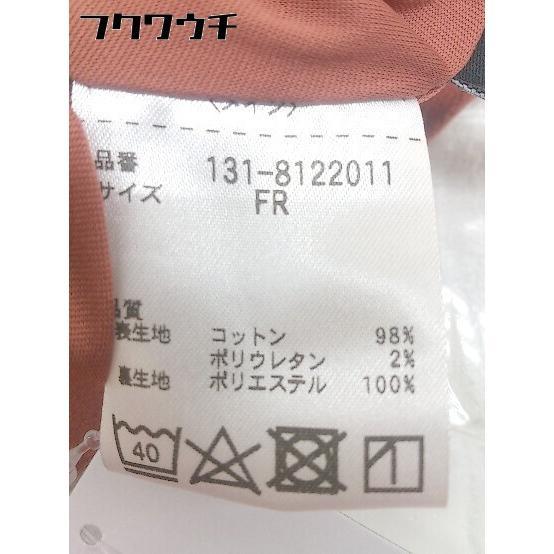 フクワウチ
品番 131-8122011
サイズ FR
品質
表生地 コットン 98%
ポリウレタン 2%
裏生地 ポリエステル 100%
40